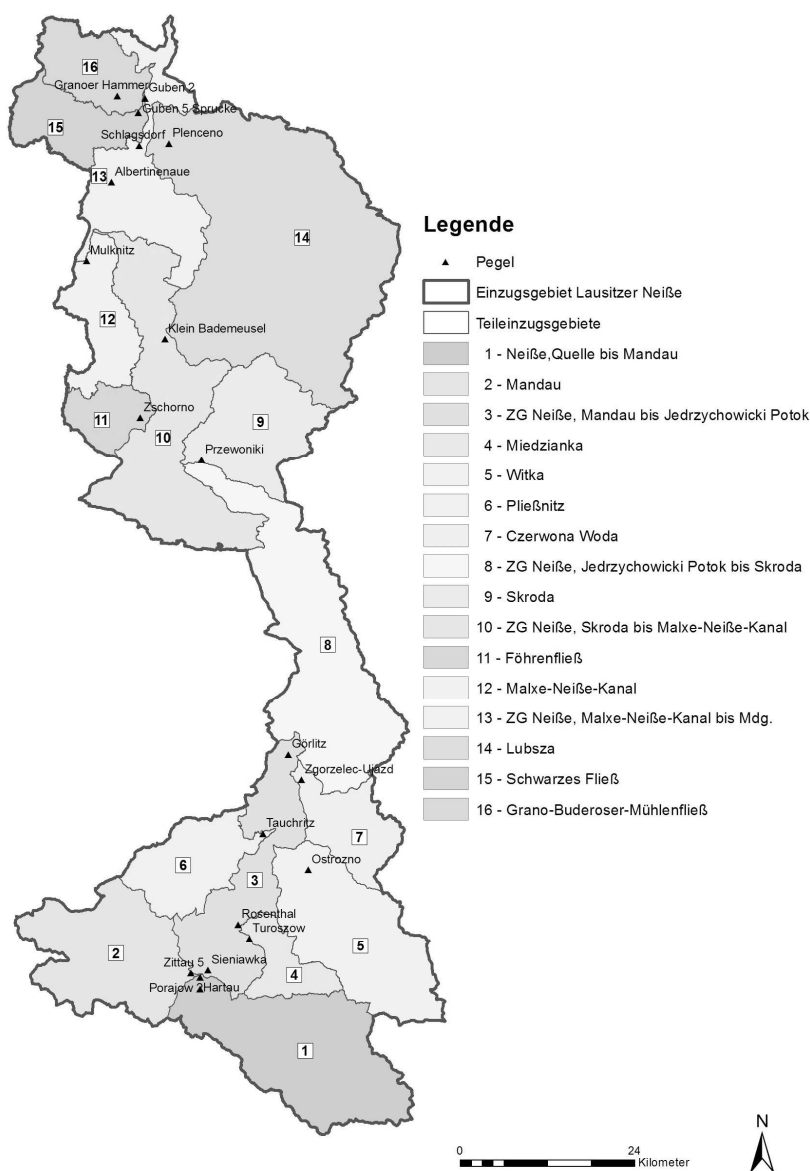 16
Granoer Hammer
Guben 2
Guben 5 Sprucke
15
Schlagsdorf
Plenceno
13
Albertinenaue
14
Mulknitz
12
Klein Bademeusel
Zschorno
11
9
10
Przewoniki
8
Görlitz
Zgorzelec-Ujazd
Tauchritz
7
6
Ostrozno
3
Rosenthal
Turoszow
2
5
Zittau 5
Sieniawka
4
Porajow 2
Hartau
1
Legende
Pegel
Einzugsgebiet Lausitzer Neiße
Teileinzugsgebiete
1 - Neiße,Quelle bis Mandau
2 - Mandau
3 - ZG Neiße, Mandau bis Jedrzychowicki Potok
4 - Miedzianka
5 - Witka
6 - Pließnitz
7 - Czerwona Woda
8 - ZG Neiße, Jedrzychowicki Potok bis Skroda
9 - Skroda
10 - ZG Neiße, Skroda bis Malxe-Neiße-Kanal
11 - Föhrenfließ
12 - Malxe-Neiße-Kanal
13 - ZG Neiße, Malxe-Neiße-Kanal bis Mdg.
14 - Lubsza
15 - Schwarzes Fließ
16 - Grano-Buderoser-Mühlenfließ
N
0 24
Kilometer